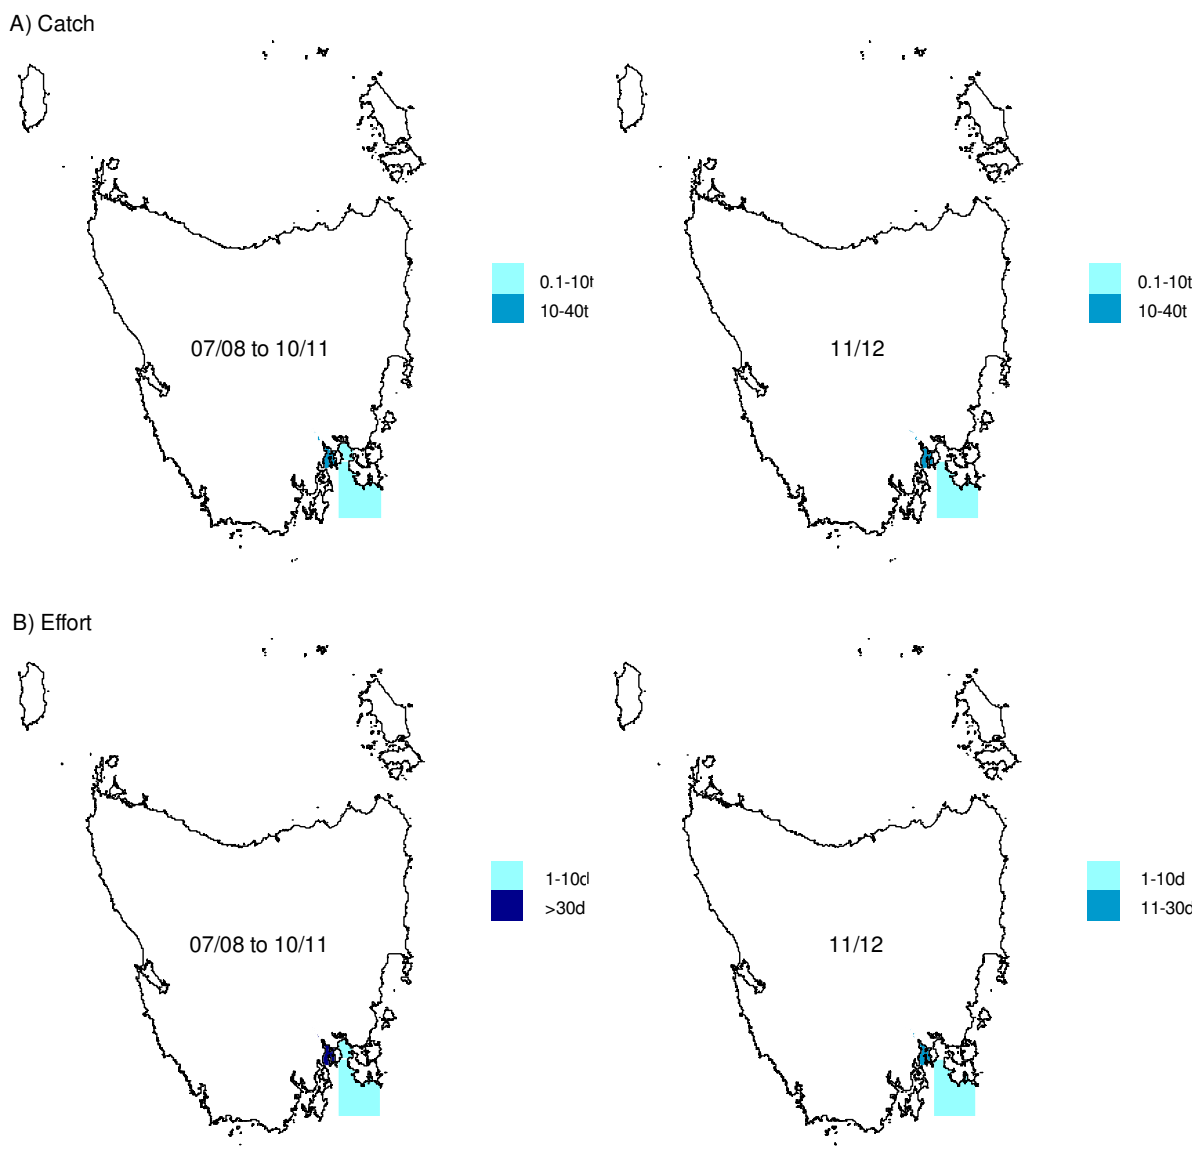 A) Catch
0.1-10t
10-40t
07/08 to 10/11
0.1-10t
10-40t
11/12
B) Effort
1-10d
>30d
07/08 to 10/11
1-10d
11-30d
11/12